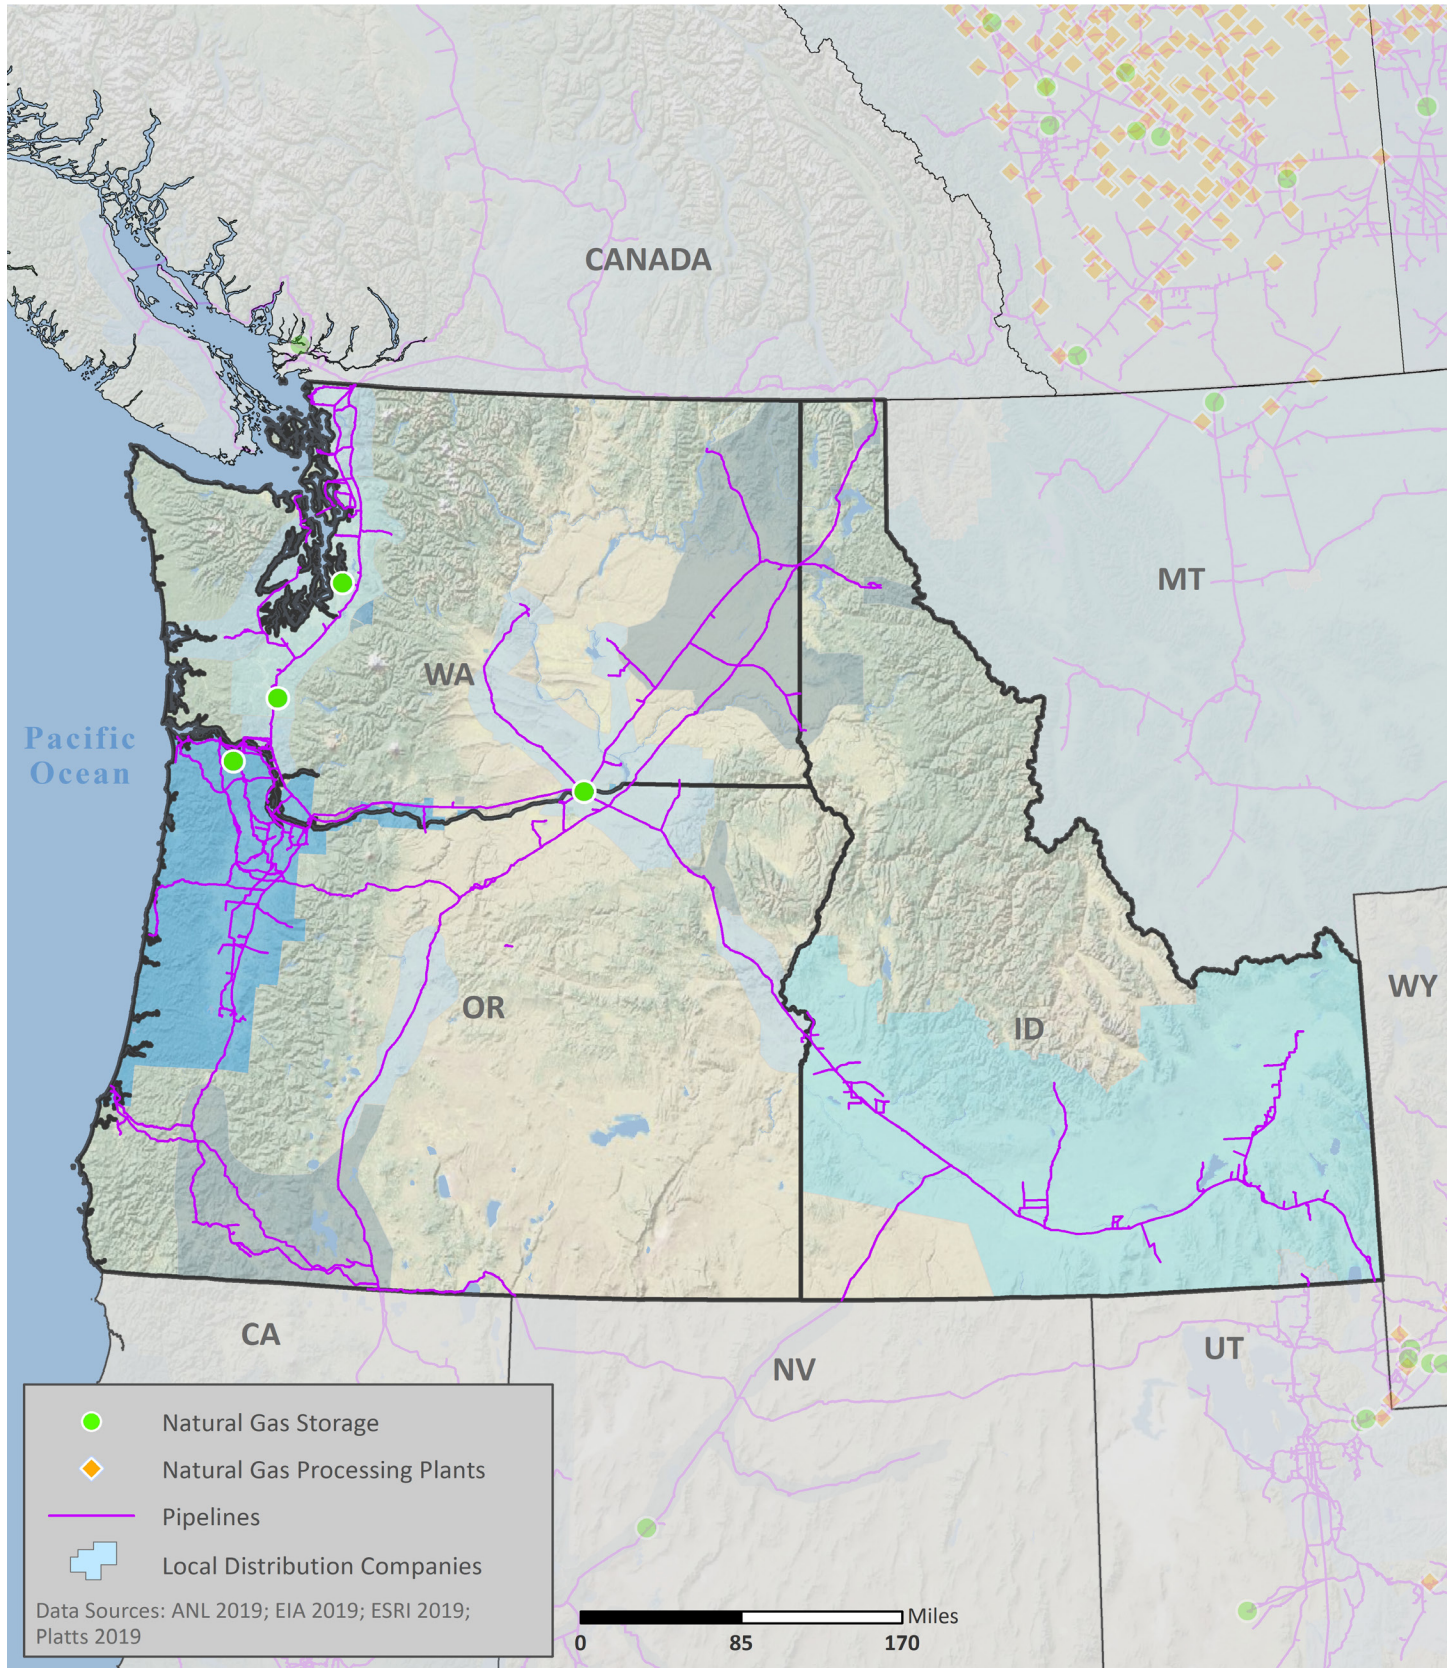 CANADA
MT
WA
Pacific
Ocean
WY
OR
ID
CA
UT
NV
Natural Gas Storage
Natural Gas Processing Plants
Pipelines
Local Distribution Companies
Data Sources: ANL 2019; EIA 2019; ESRI 2019;
Platts 2019
Miles
0 85 170